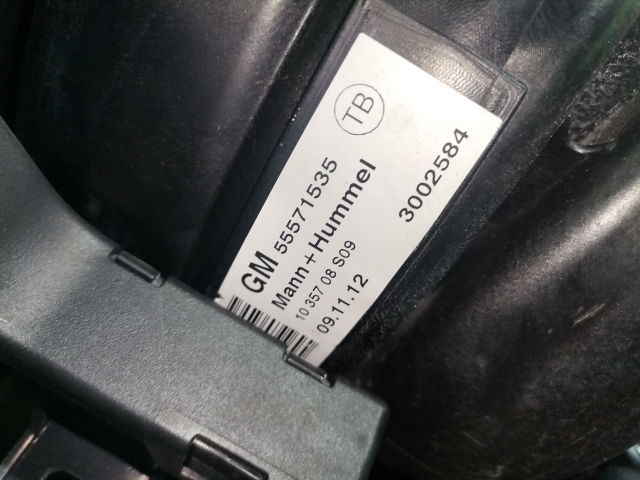 TB
GM 55571535
Mann+Hummel
10 357 08 S09
09.11.12
3002584